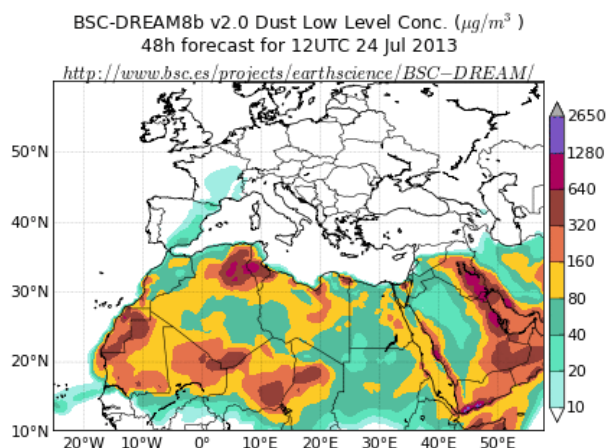 BSC-DREAM8b v2.0 Dust Low Level Conc. (μg/m³ )
48h forecast for 12UTC 24 Jul 2013
http://www.bsc.es/projects/earthscience/BSC−DREAM/
2650
1280
640
320
160
80
40
20
10
50°N
40°N
30°N
20°N
10°N
20°W
10°W
0°
10°E
20°E
30°E
40°E
50°E